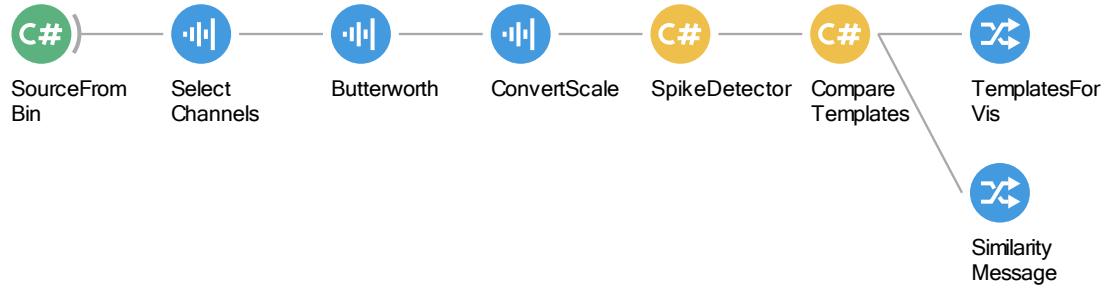 C# C# C#
SourceFrom Select Butterworth ConvertScale SpikeDetector Compare TemplatesFor
Bin Channels Templates Vis
Similarity
Message